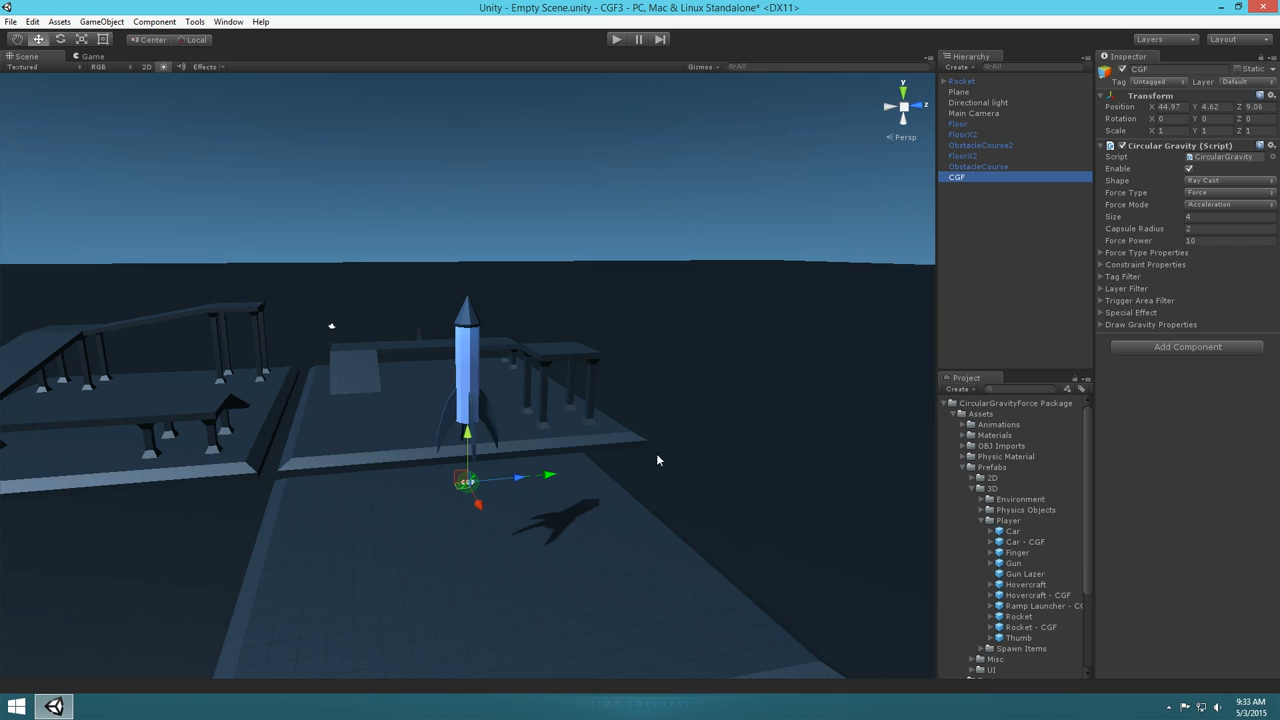 Unity - Empty Scene.unity - CGF3 - PC, Mac & Linux Standalone* <DX11>
File Edit Assets GameObject Component Tools Window Help
Center Local
Layers Layout
Scene Game
Textured RGB 2D Effects Gizmos All
y
z
Persp
CGF
Hierarchy
Create All
Rocket
Plane
Directional light
Main Camera
Floor
FloorX2
ObstacleCourse2
FloorX2
ObstacleCourse
CGF
Project
Create
CircularGravityForce Package
Assets
Animations
Materials
OBJ Imports
Physic Material
Prefabs
2D
3D
Environment
Physics Objects
Player
Car
Car - CGF
Finger
Gun
Gun Lazer
Hovercraft
Hovercraft - CGF
Ramp Launcher - CG
Rocket
Rocket - CGF
Thumb
Spawn Items
Misc
UI
Inspector
CGF Static
Tag Untagged Layer Default
Transform
Position X 44.97 Y 4.62 Z 9.06
Rotation X 0 Y 0 Z 0
Scale X 1 Y 1 Z 1
Circular Gravity (Script)
Script CircularGravity
Enable
Shape Ray Cast
Force Type Force
Force Mode Acceleration
Size 4
Capsule Radius 2
Force Power 10
Force Type Properties
Constraint Properties
Tag Filter
Layer Filter
Trigger Area Filter
Special Effect
Draw Gravity Properties
Add Component
9:33 AM
5/3/2015